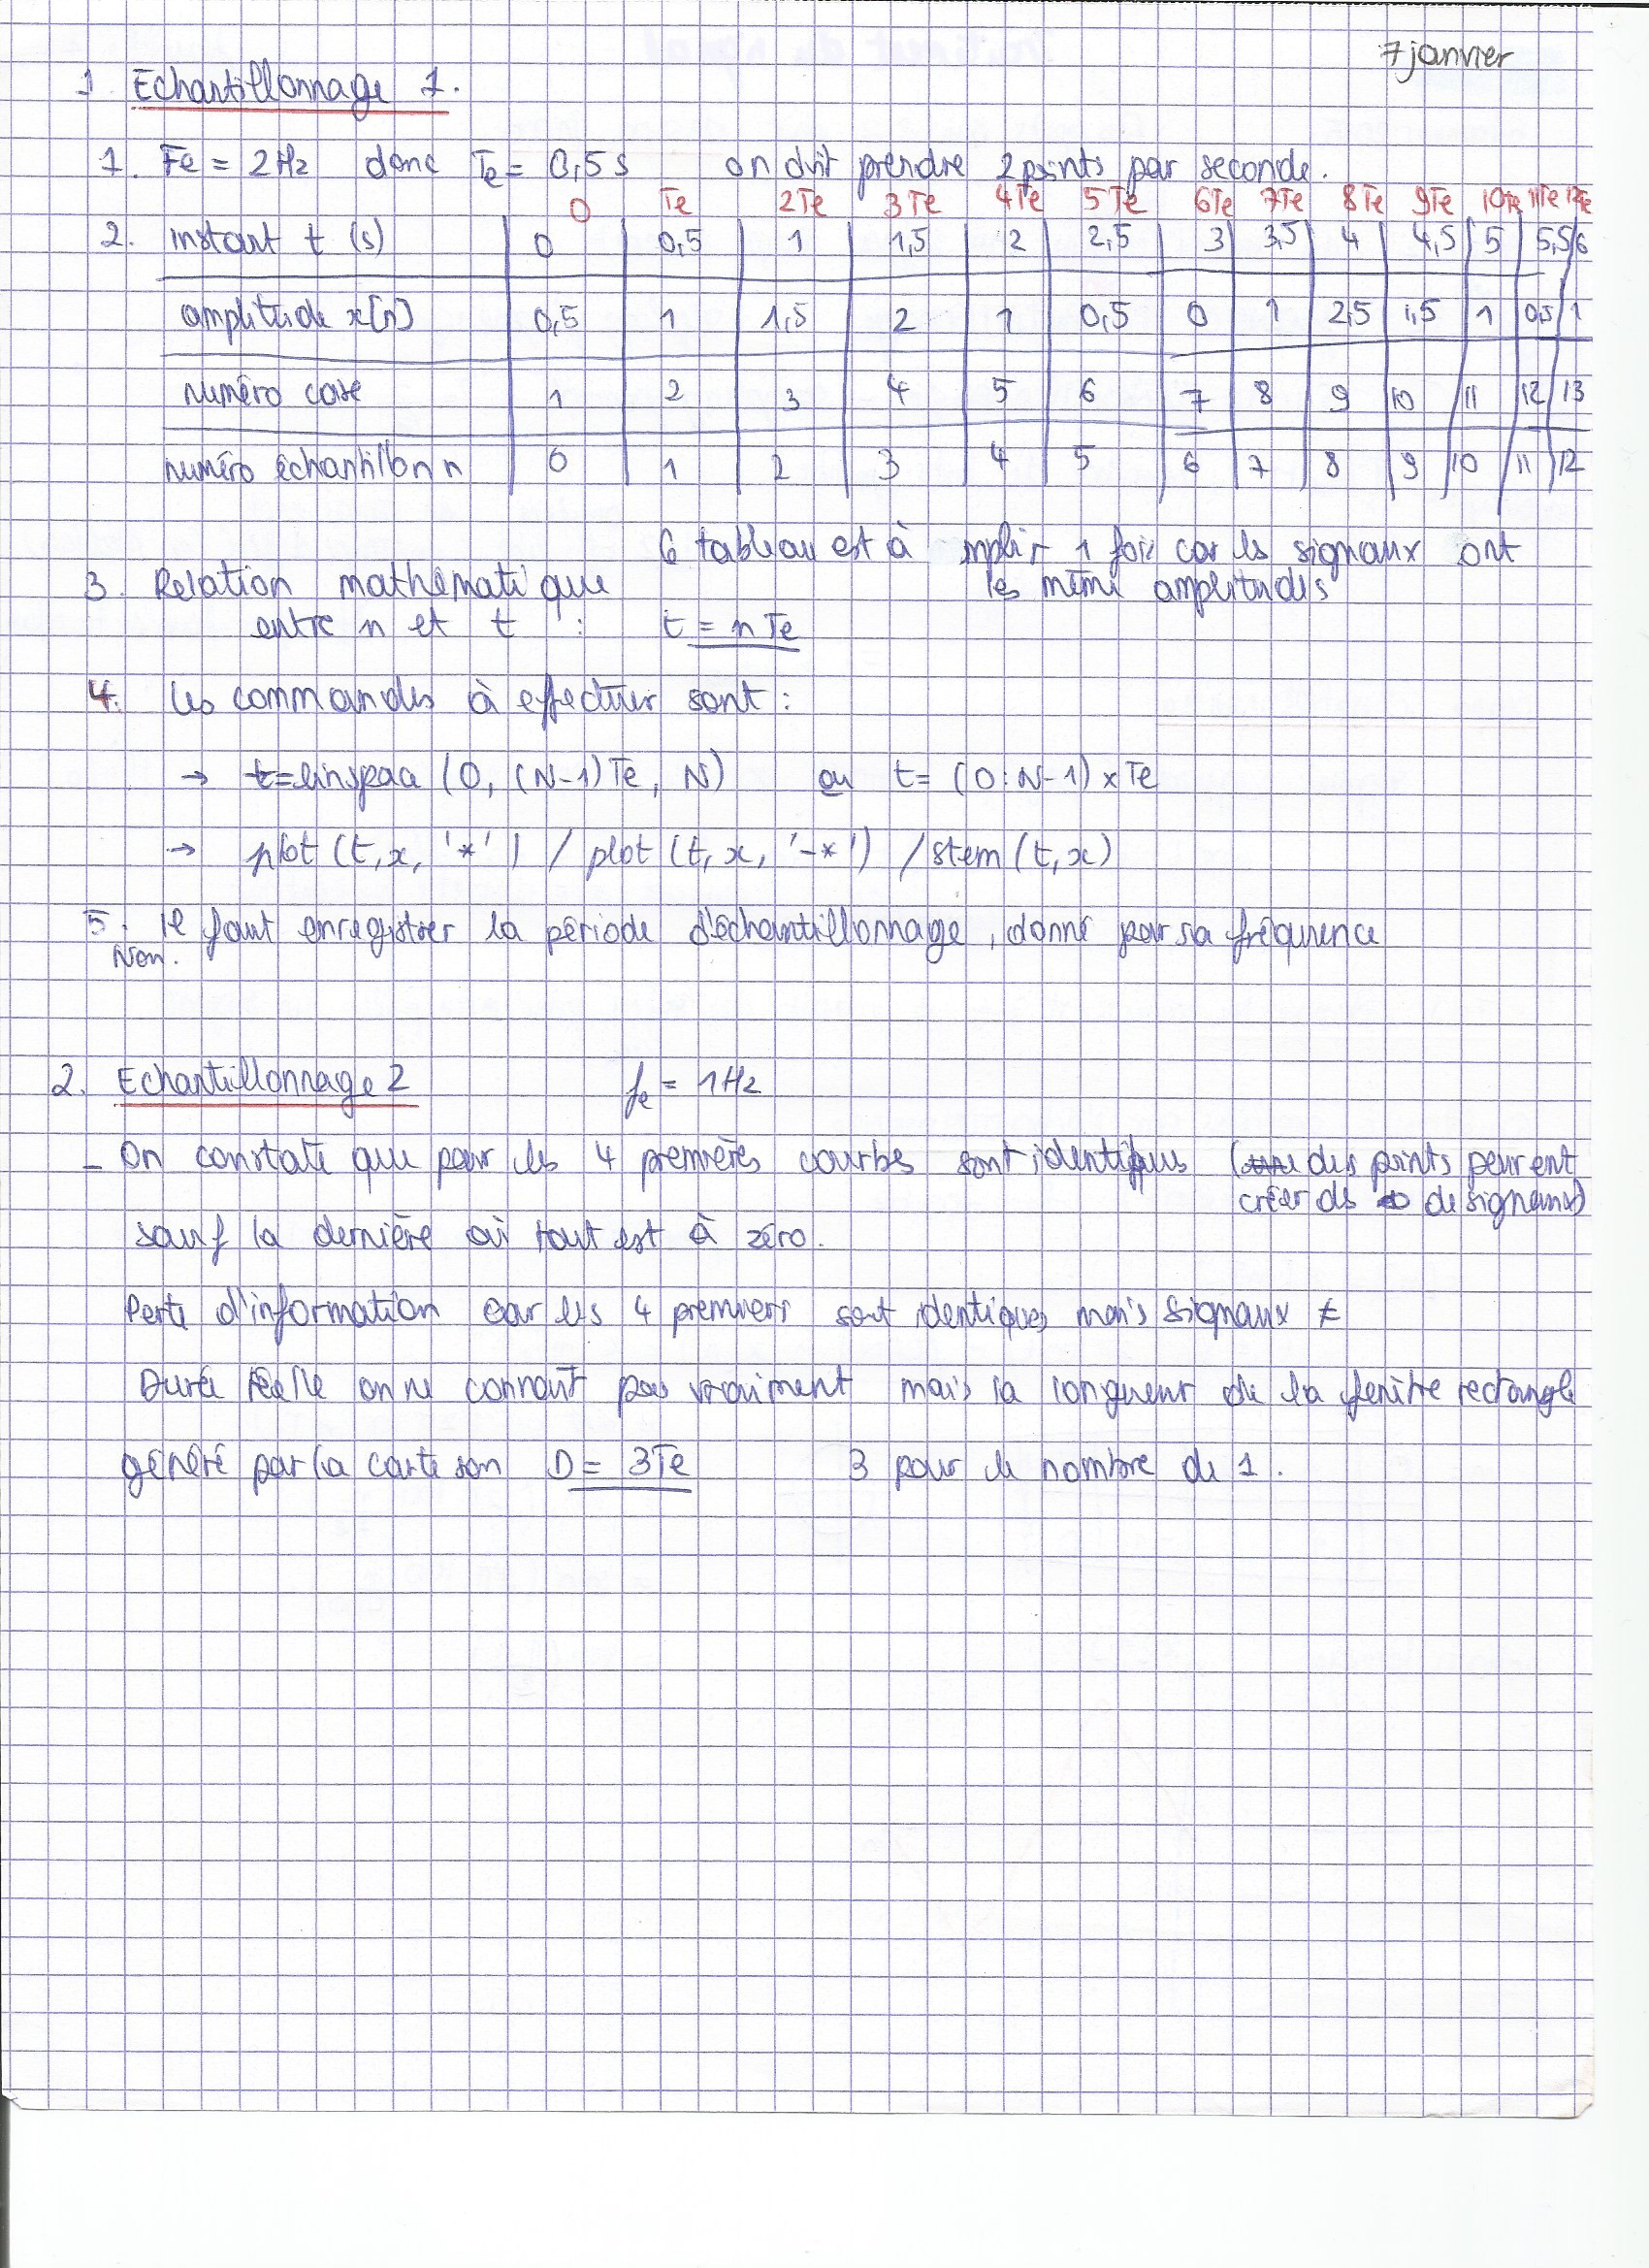 7 janvier
1 Echantillonnage 1.
1. Fe = 2Hz donc Te = 0,5 s on doit prendre 2 points par seconde.
0 Te 2Te 3Te 4Te 5Te 6Te 7Te 8Te 9Te 10Te 11Te 12Te
2. instant t (s) 0 0,5 1 1,5 2 2,5 3 3,5 4 4,5 5 5,5 6
amplitude x[n] 0,5 1 1,5 2 1 0,5 0 1 2,5 1,5 1 0,5 1
numéro case 1 2 3 4 5 6 7 8 9 10 11 12 13
numéro échantillon n 0 1 2 3 4 5 6 7 8 9 10 11 12
tableau est à 1 fois car les signaux ont
les même amplitudes
3. Relation mathématique
entre n et t : t = n Te
4. Les commandes à effectuer sont :
→ t=linspace (0, (N-1)Te, N) ou t= (0:N-1) × Te
→ plot (t, x, '*') / plot (t, x, '-*') / stem (t, x)
5. Il faut enregistrer la période d'échantillonnage, donné par sa fréquence
Non.
2. Echantillonnage 2 fe = 1Hz
- On constate que pour les 4 premières courbes sont identiques ( des points peuvent
créer des de signaux)
sauf la dernière où tout est à zéro.
Perte d'information car les 4 premiers sont identiques mais signaux ≠
Durée réelle on ne connaît pas vraiment mais la longueur de la fenêtre rectangle
généré par la carte son D = 3Te 3 pour le nombre de 1.